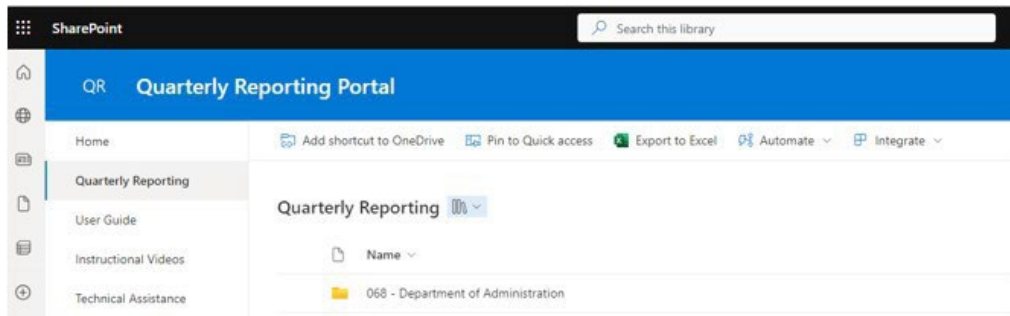 SharePoint
Search this library
QR Quarterly Reporting Portal
Home
Add shortcut to OneDrive Pin to Quick access Export to Excel Automate Integrate
Quarterly Reporting
User Guide
Quarterly Reporting
Instructional Videos
Name
Technical Assistance
068 - Department of Administration